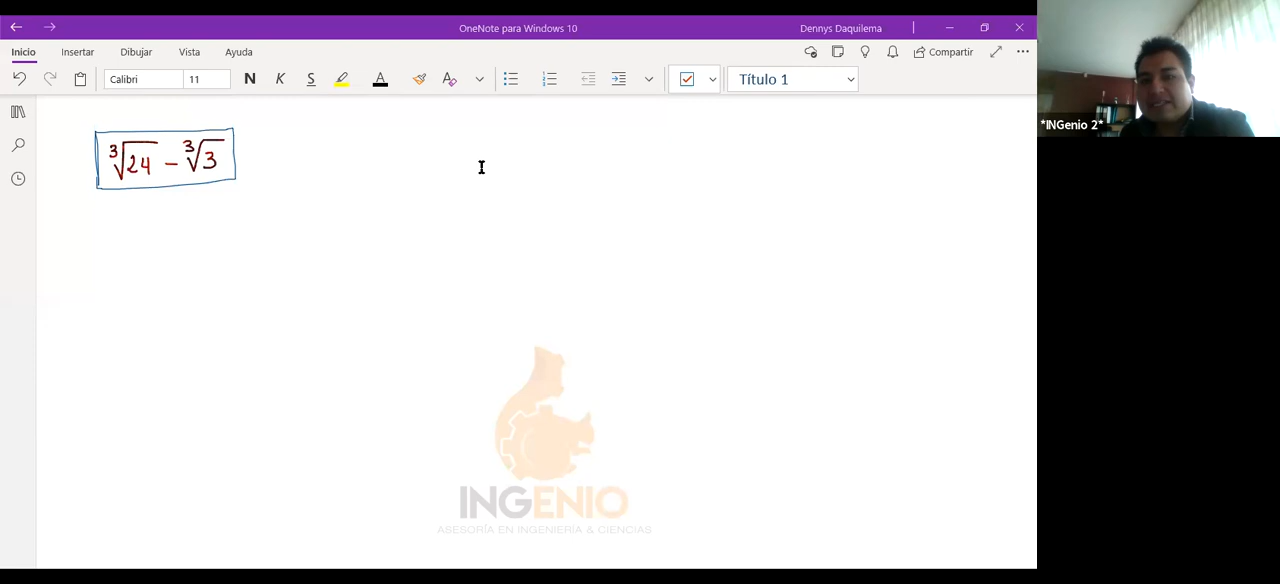 OneNote para Windows 10
Dennys Daquilema
Inicio Insertar Dibujar Vista Ayuda
Compartir
Calibri 11 N K S A Título 1
*INGenio 2*
∛24 − ∛3
INGENIO
ASESORÍA EN INGENIERÍA & CIENCIAS